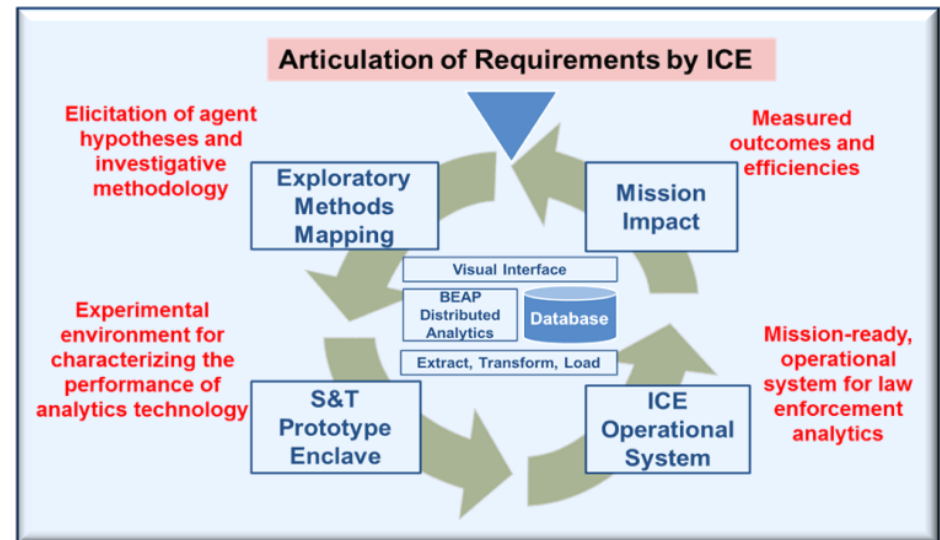 Articulation of Requirements by ICE
Elicitation of agent
hypotheses and
investigative
methodology
Exploratory
Methods
Mapping
Mission
Impact
Measured
outcomes and
efficiencies
Visual Interface
BEAP
Distributed
Analytics
Database
Extract, Transform, Load
Experimental
environment for
characterizing the
performance of
analytics technology
S&T
Prototype
Enclave
ICE
Operational
System
Mission-ready,
operational
system for law
enforcement
analytics